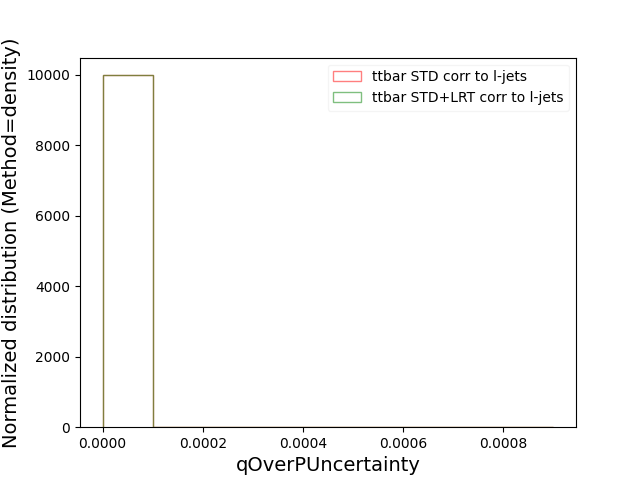 Normalized distribution (Method=density)
10000
8000
6000
4000
2000
0
ttbar STD corr to l-jets
ttbar STD+LRT corr to l-jets
0.0000 0.0002 0.0004 0.0006 0.0008
qOverPUncertainty